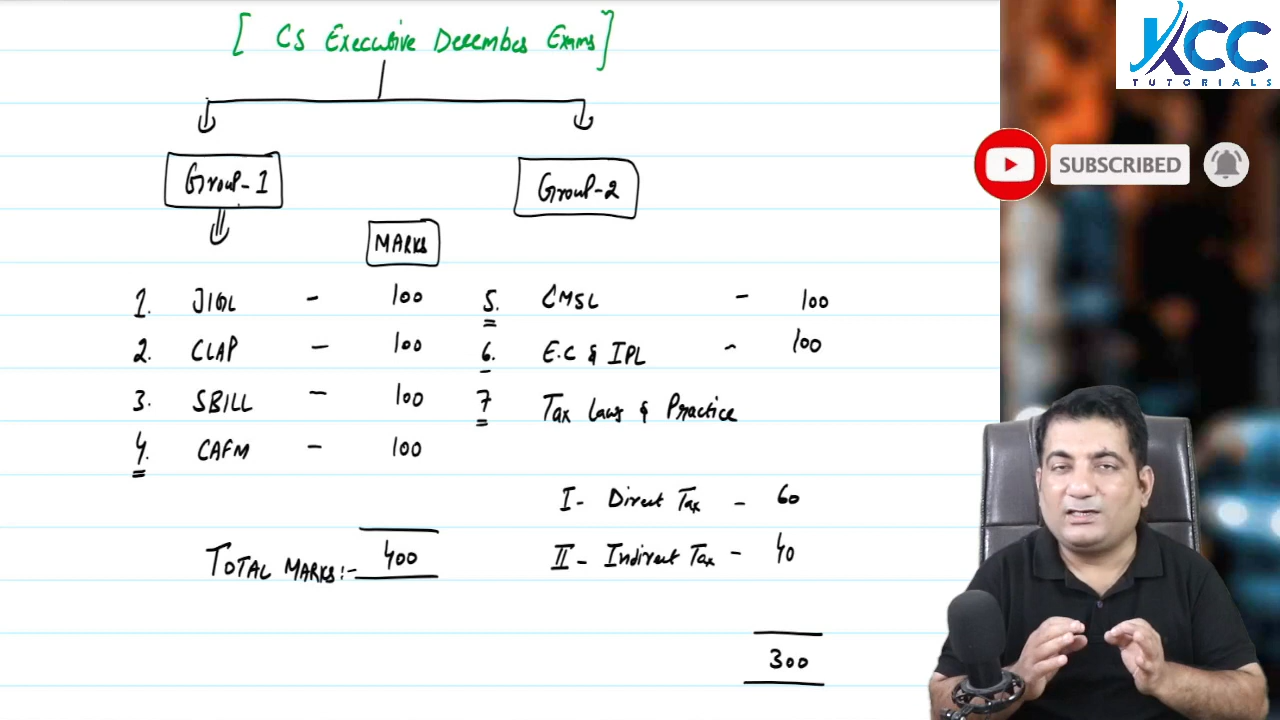 [ CS Executive December Exams ]
Group-1
Group-2
MARKS
1. JIGL - 100
2. CLAP - 100
3. SBILL - 100
4. CAFM - 100
TOTAL MARKS:- 400
5. CMSL - 100
6. E.C & IPL - 100
7 Tax Laws & Practice
I - Direct Tax - 60
II - Indirect Tax - 40
300
KCC
TUTORIALS
SUBSCRIBED